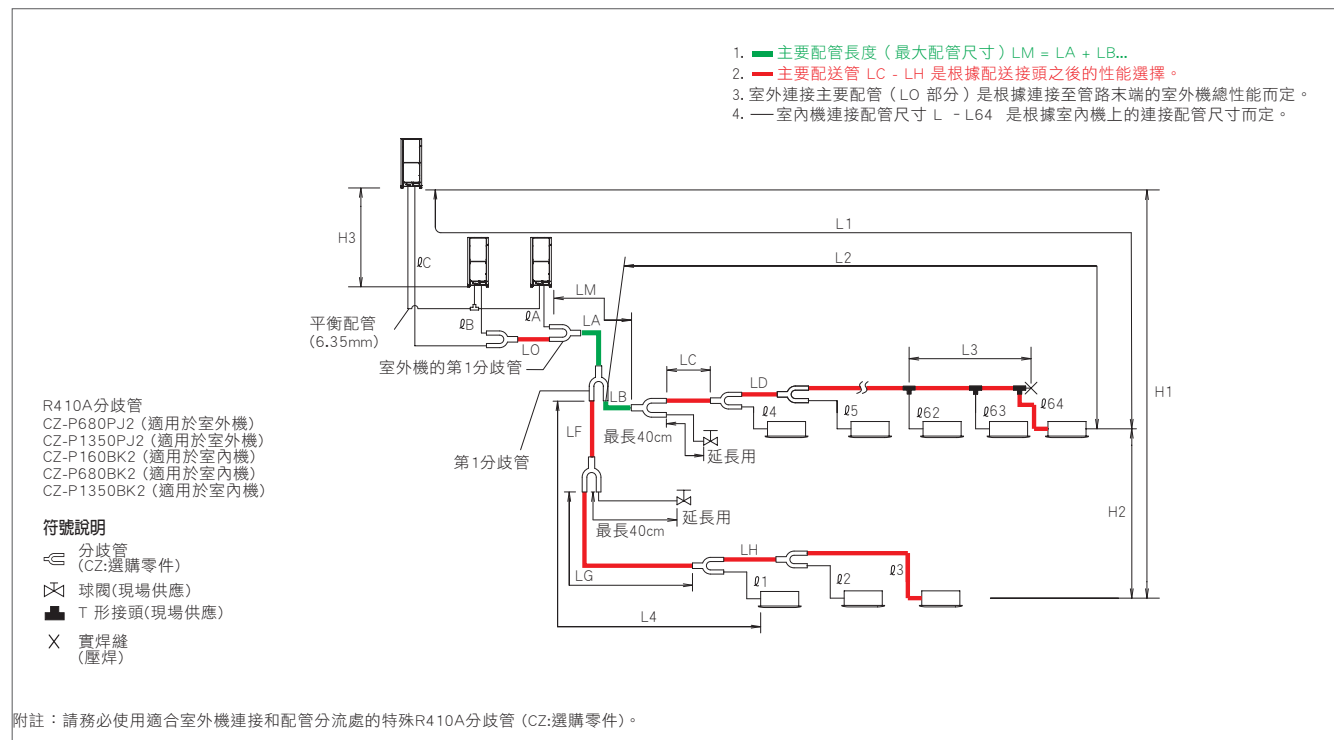 1. 主要配管長度（最大配管尺寸）LM = LA + LB...
2. 主要配送管 LC - LH 是根據配送接頭之後的性能選擇。
3. 室外連接主要配管（LO 部分）是根據連接至管路末端的室外機總性能而定。
4. 室內機連接配管尺寸 L - L64 是根據室內機上的連接配管尺寸而定。
H3
ℓC
L1
L2
H1
LM
ℓB
ℓA
LA
平衡配管
(6.35mm)
LO
室外機的第1分歧管
LC
LD
L3
LB
ℓ4
ℓ5
ℓ62
ℓ63
ℓ64
最長40cm
延長用
LF
第1分歧管
H2
最長40cm
延長用
LG
LH
ℓ1
ℓ2
ℓ3
L4
R410A分歧管
CZ-P680PJ2 (適用於室外機)
CZ-P1350PJ2 (適用於室外機)
CZ-P160BK2 (適用於室內機)
CZ-P680BK2 (適用於室內機)
CZ-P1350BK2 (適用於室內機)
符號說明
分歧管
(CZ:選購零件)
球閥(現場供應)
T 形接頭(現場供應)
實焊縫
(壓焊)
附註：請務必使用適合室外機連接和配管分流處的特殊R410A分歧管 (CZ:選購零件)。